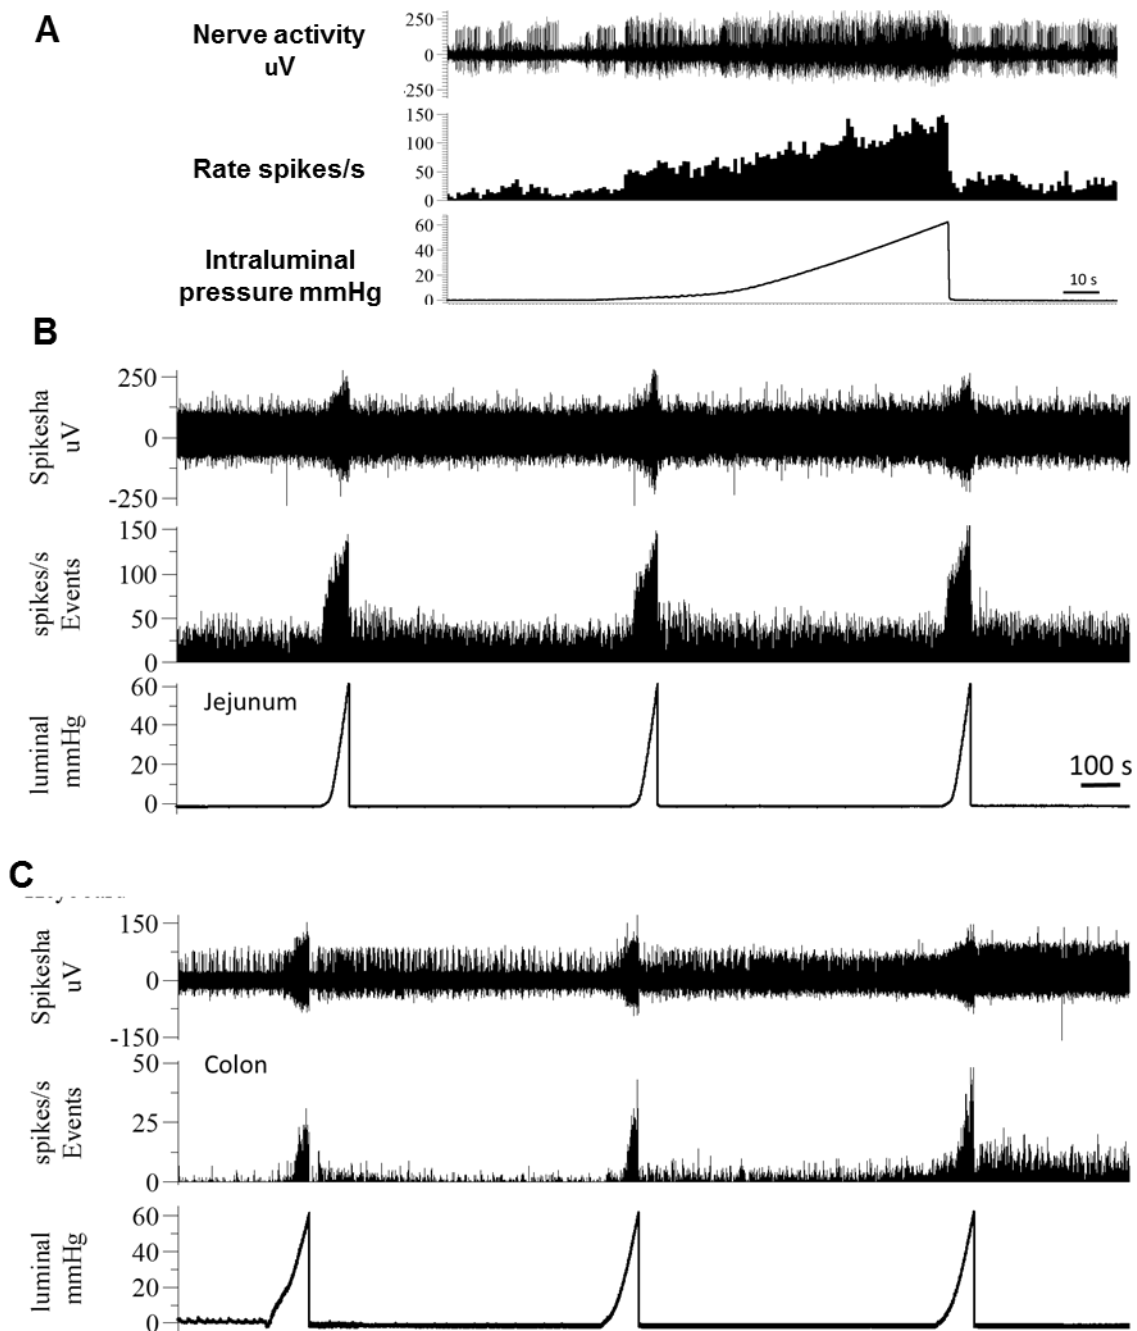 A
Nerve activity
uV
250
0
-250
Rate spikes/s
150
100
50
0
Intraluminal
pressure mmHg
60
40
20
0
10 s
B
Spikesha
uV
250
0
-250
spikes/s
Events
150
100
50
0
luminal
mmHg
60
40
20
0
Jejunum
100 s
C
Spikesha
uV
150
0
-150
spikes/s
Events
50
25
0
Colon
luminal
mmHg
60
40
20
0